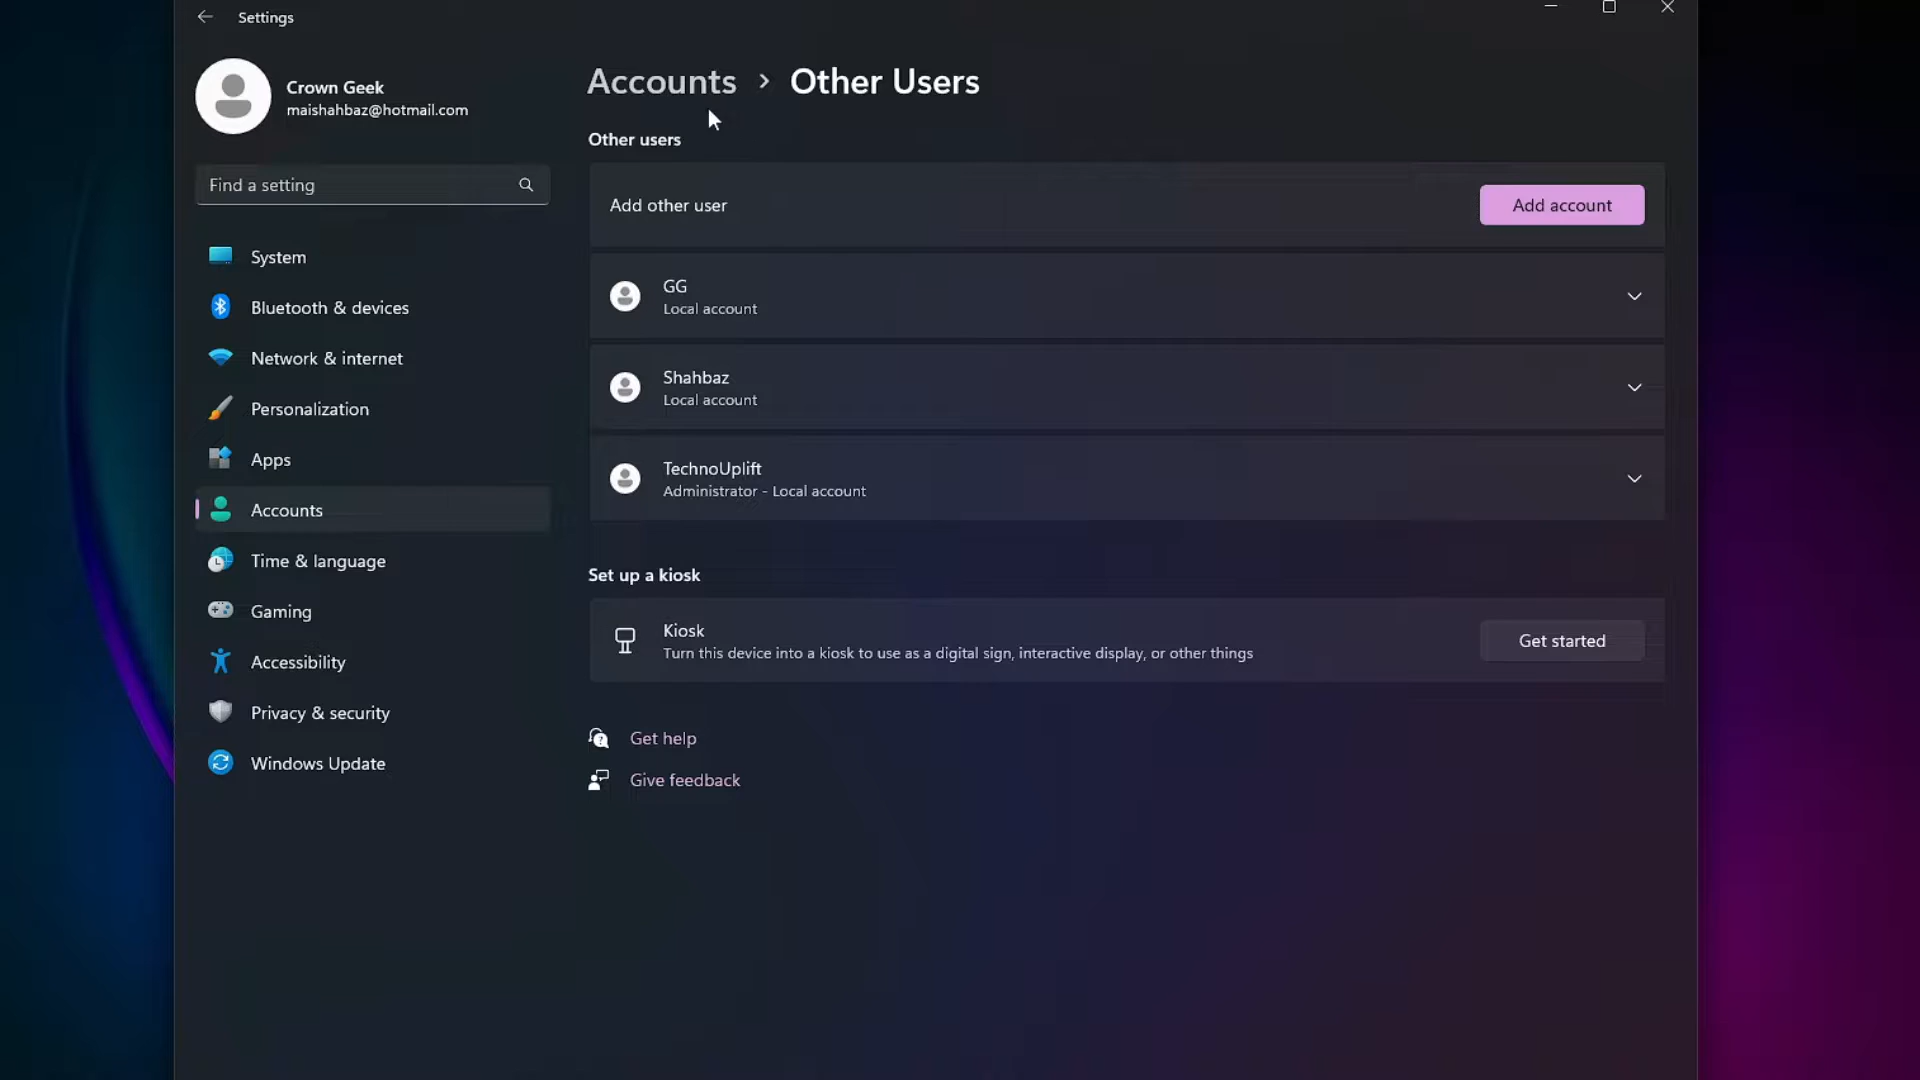 Settings
Crown Geek
maishahbaz@hotmail.com
Find a setting
System
Bluetooth & devices
Network & internet
Personalization
Apps
Accounts
Time & language
Gaming
Accessibility
Privacy & security
Windows Update
Accounts > Other Users
Other users
Add other user
Add account
GG
Local account
Shahbaz
Local account
TechnoUplift
Administrator - Local account
Set up a kiosk
Kiosk
Turn this device into a kiosk to use as a digital sign, interactive display, or other things
Get started
Get help
Give feedback